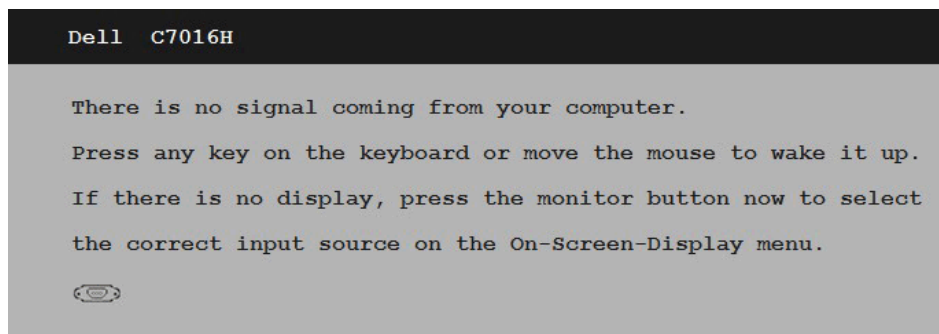 Dell C7016H
There is no signal coming from your computer.
Press any key on the keyboard or move the mouse to wake it up.
If there is no display, press the monitor button now to select
the correct input source on the On-Screen-Display menu.